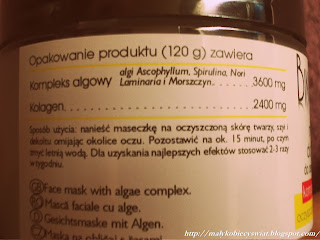 Opakowanie produktu (120 g) zawiera
algi Ascophyllum, Spirulina, Nori
Kompleks algowy Laminaria i Morszczyn........ 3600 mg
Kolagen........ 2400 mg
Sposób użycia: nanieść maseczkę na oczyszczoną skórę twarzy, szyi i
dekoltu omijając okolice oczu. Pozostawić na ok. 15 minut, po czym
zmyć letnią wodą. Dla uzyskania najlepszych efektów stosować 2-3 razy
w tygodniu.
Face mask with algae complex.
Mască facială cu alge.
Gesichtsmaske mit Algen.
http://malykobiecyswiat.blogspot.com/